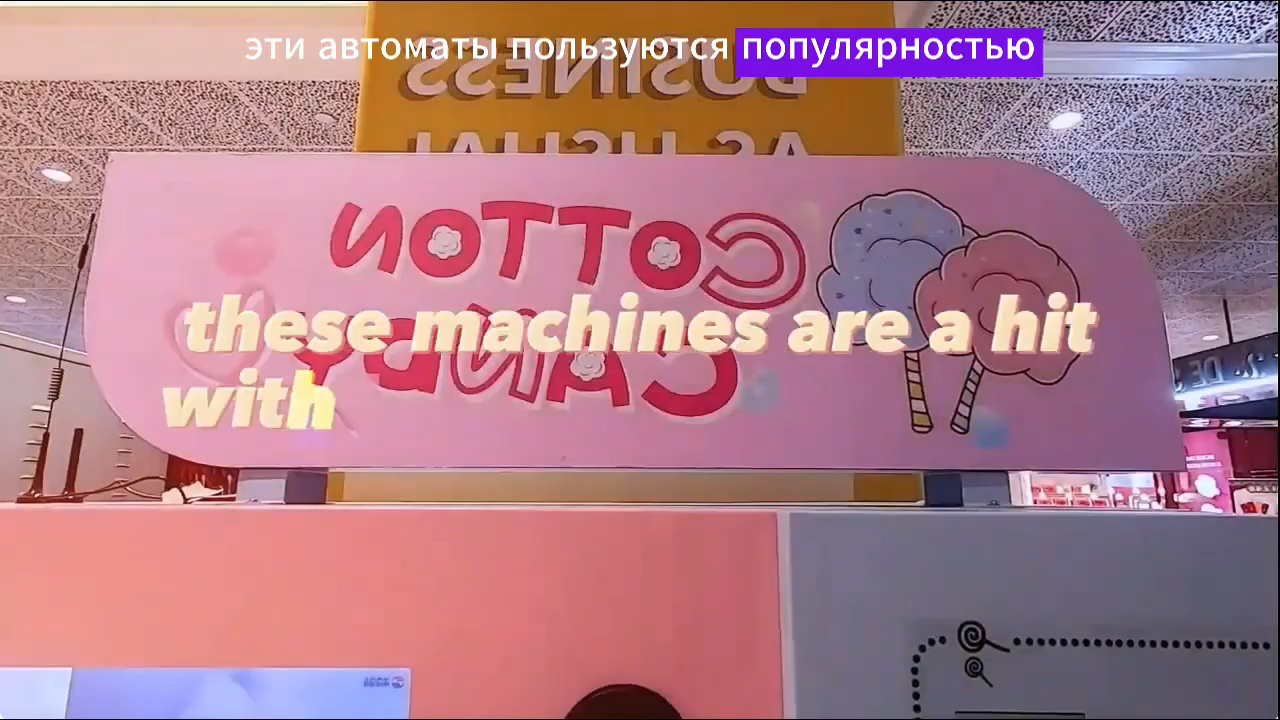 эти автоматы пользуются популярностью
BUSINESS
AS USUAL
COTTON
these machines are a hit
CANDY
with